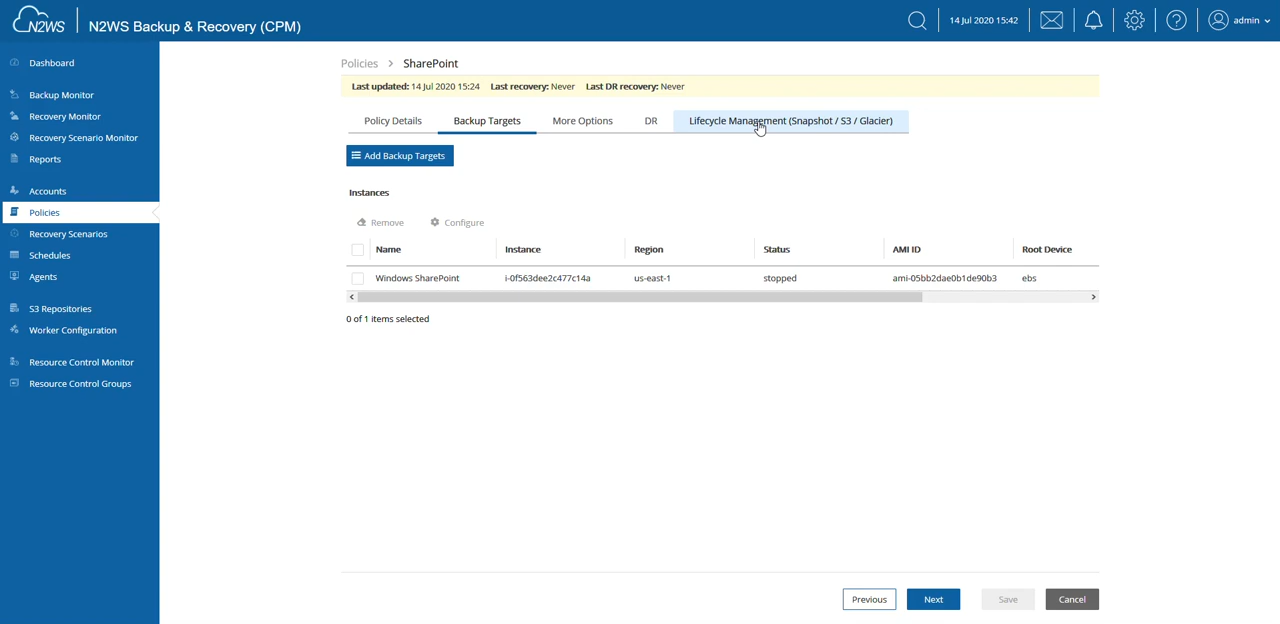 N2WS N2WS Backup & Recovery (CPM) 14 Jul 2020 15:42 admin
Dashboard
Backup Monitor
Recovery Monitor
Recovery Scenario Monitor
Reports
Accounts
Policies
Recovery Scenarios
Schedules
Agents
S3 Repositories
Worker Configuration
Resource Control Monitor
Resource Control Groups
Policies > SharePoint
Last updated: 14 Jul 2020 15:24 Last recovery: Never Last DR recovery: Never
Policy Details Backup Targets More Options DR Lifecycle Management (Snapshot / S3 / Glacier)
Add Backup Targets
Instances
Remove Configure
Name Instance Region Status AMI ID Root Device
Windows SharePoint i-0f563dee2c477c14a us-east-1 stopped ami-05bb2dae0b1de90b3 ebs
0 of 1 items selected
Previous Next Save Cancel